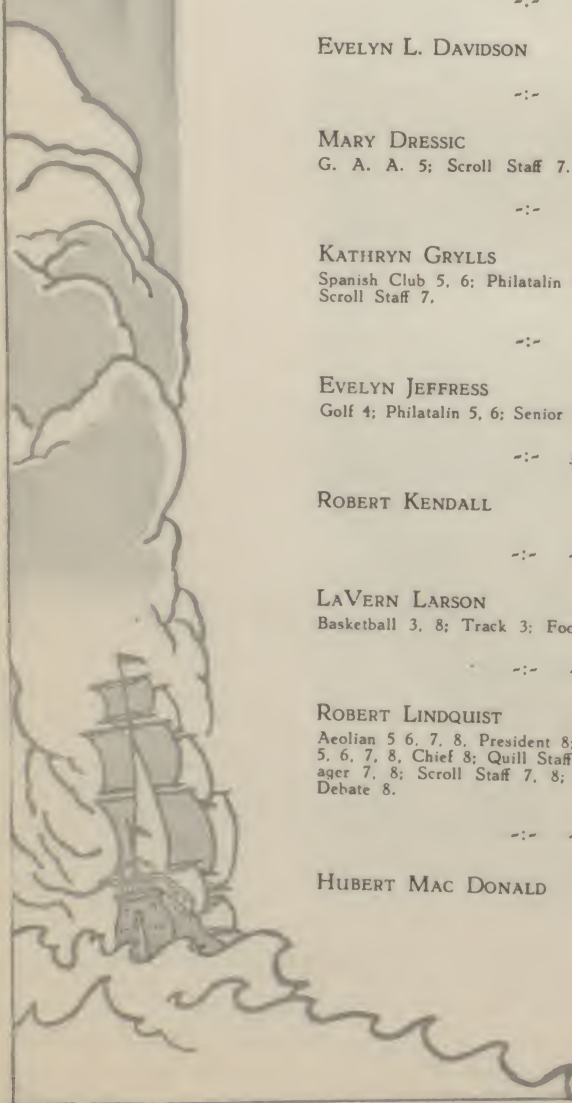 -:-
EVELYN L. DAVIDSON
-:-
MARY DRESSIC
G. A. A. 5; Scroll Staff 7.
-:-
KATHRYN GRYLLS
Spanish Club 5, 6; Philatalin
Scroll Staff 7.
-:-
EVELYN JEFFRESS
Golf 4; Philatalin 5, 6; Senior
-:-
ROBERT KENDALL
-:-
LAVERN LARSON
Basketball 3, 8; Track 3;
-:-
ROBERT LINDQUIST
Aeolian 5 6, 7, 8, President 8;
5, 6, 7, 8, Chief 8; Quill Staff
ager 7, 8; Scroll Staff 7, 8;
Debate 8.
-:-
HUBERT MAC DONALD